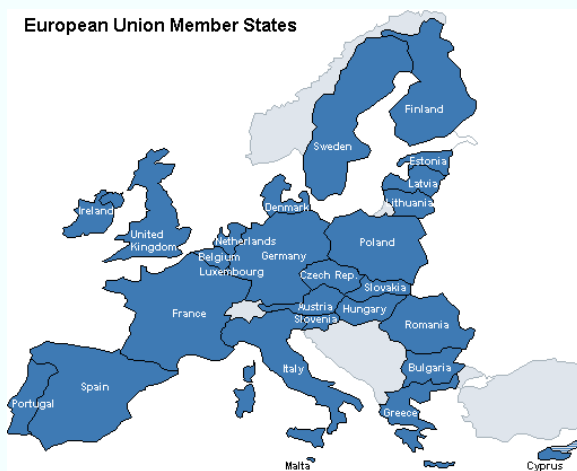 European Union Member States
Finland
Sweden
Estonia
Latvia
Lithuania
Denmark
Ireland
United
Kingdom
Netherlands
Belgium
Germany
Luxembourg
Poland
Czech Rep.
Slovakia
Austria
Hungary
Slovenia
France
Romania
Italy
Bulgaria
Spain
Portugal
Greece
Malta
Cyprus